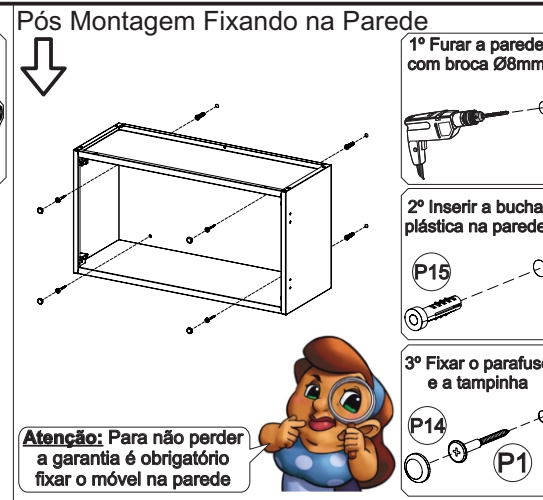 Pós Montagem Fixando na Parede
1º Furar a parede
com broca Ø8mm
2º Inserir a bucha
plástica na parede
P15
3º Fixar o parafuso
e a tampinha
P14
P1
Atenção: Para não perder
a garantia é obrigatório
fixar o móvel na parede